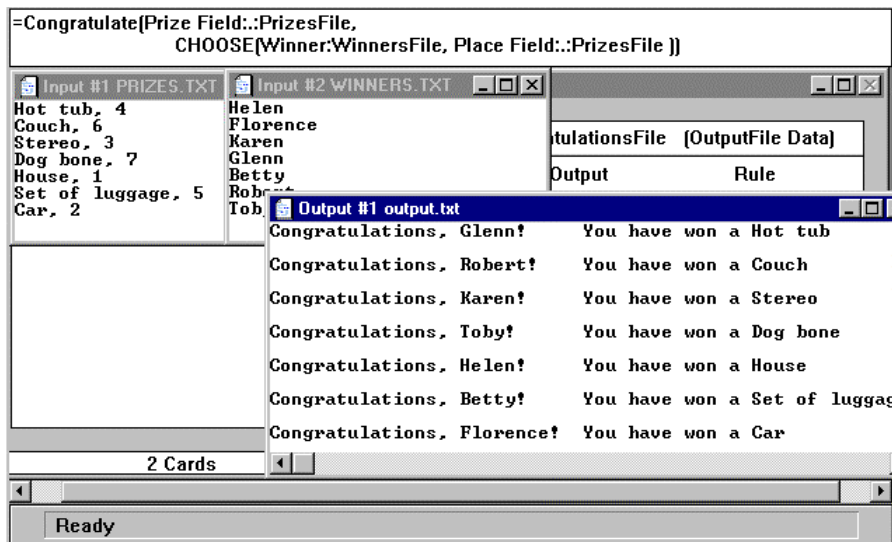 =Congratulate(Prize Field:.:PrizesFile,
CHOOSE(Winner:WinnersFile, Place Field:.:PrizesFile ))
Input #1 PRIZES.TXT
Hot tub, 4
Couch, 6
Stereo, 3
Dog bone, 7
House, 1
Set of luggage, 5
Car, 2
Input #2 WINNERS.TXT
Helen
Florence
Karen
Glenn
Betty
Robert
Toby
tulationsFile (OutputFile Data)
Output Rule
Output #1 output.txt
Congratulations, Glenn! You have won a Hot tub
Congratulations, Robert! You have won a Couch
Congratulations, Karen! You have won a Stereo
Congratulations, Toby! You have won a Dog bone
Congratulations, Helen! You have won a House
Congratulations, Betty! You have won a Set of luggag
Congratulations, Florence! You have won a Car
2 Cards
Ready